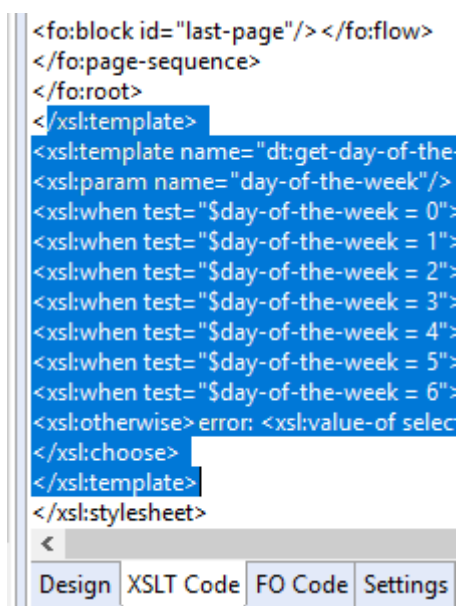 <fo:block id="last-page"/></fo:flow>
</fo:page-sequence>
</fo:root>
</xsl:template>
<xsl:template name="dt:get-day-of-the-
<xsl:param name="day-of-the-week"/>
<xsl:when test="$day-of-the-week = 0">
<xsl:when test="$day-of-the-week = 1">
<xsl:when test="$day-of-the-week = 2">
<xsl:when test="$day-of-the-week = 3">
<xsl:when test="$day-of-the-week = 4">
<xsl:when test="$day-of-the-week = 5">
<xsl:when test="$day-of-the-week = 6">
<xsl:otherwise>error: <xsl:value-of selec
</xsl:choose>
</xsl:template>
</xsl:stylesheet>
Design XSLT Code FO Code Settings